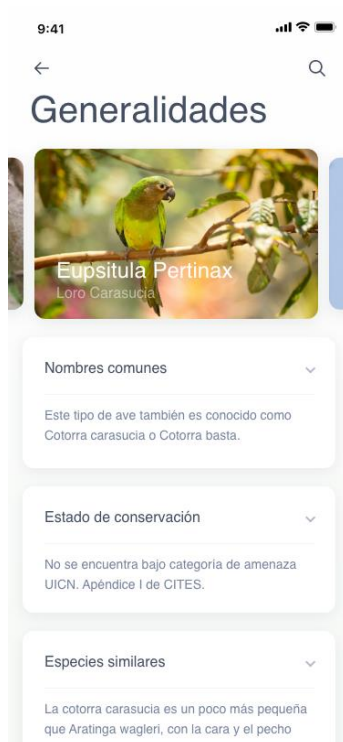 9:41
Generalidades
Eupsitula Pertinax
Loro Carasucia
Nombres comunes
Este tipo de ave también es conocido como
Cotorra carasucia o Cotorra basta.
Estado de conservación
No se encuentra bajo categoría de amenaza
UICN. Apéndice I de CITES.
Especies similares
La cotorra carasucia es un poco más pequeña
que Aratinga wagleri, con la cara y el pecho